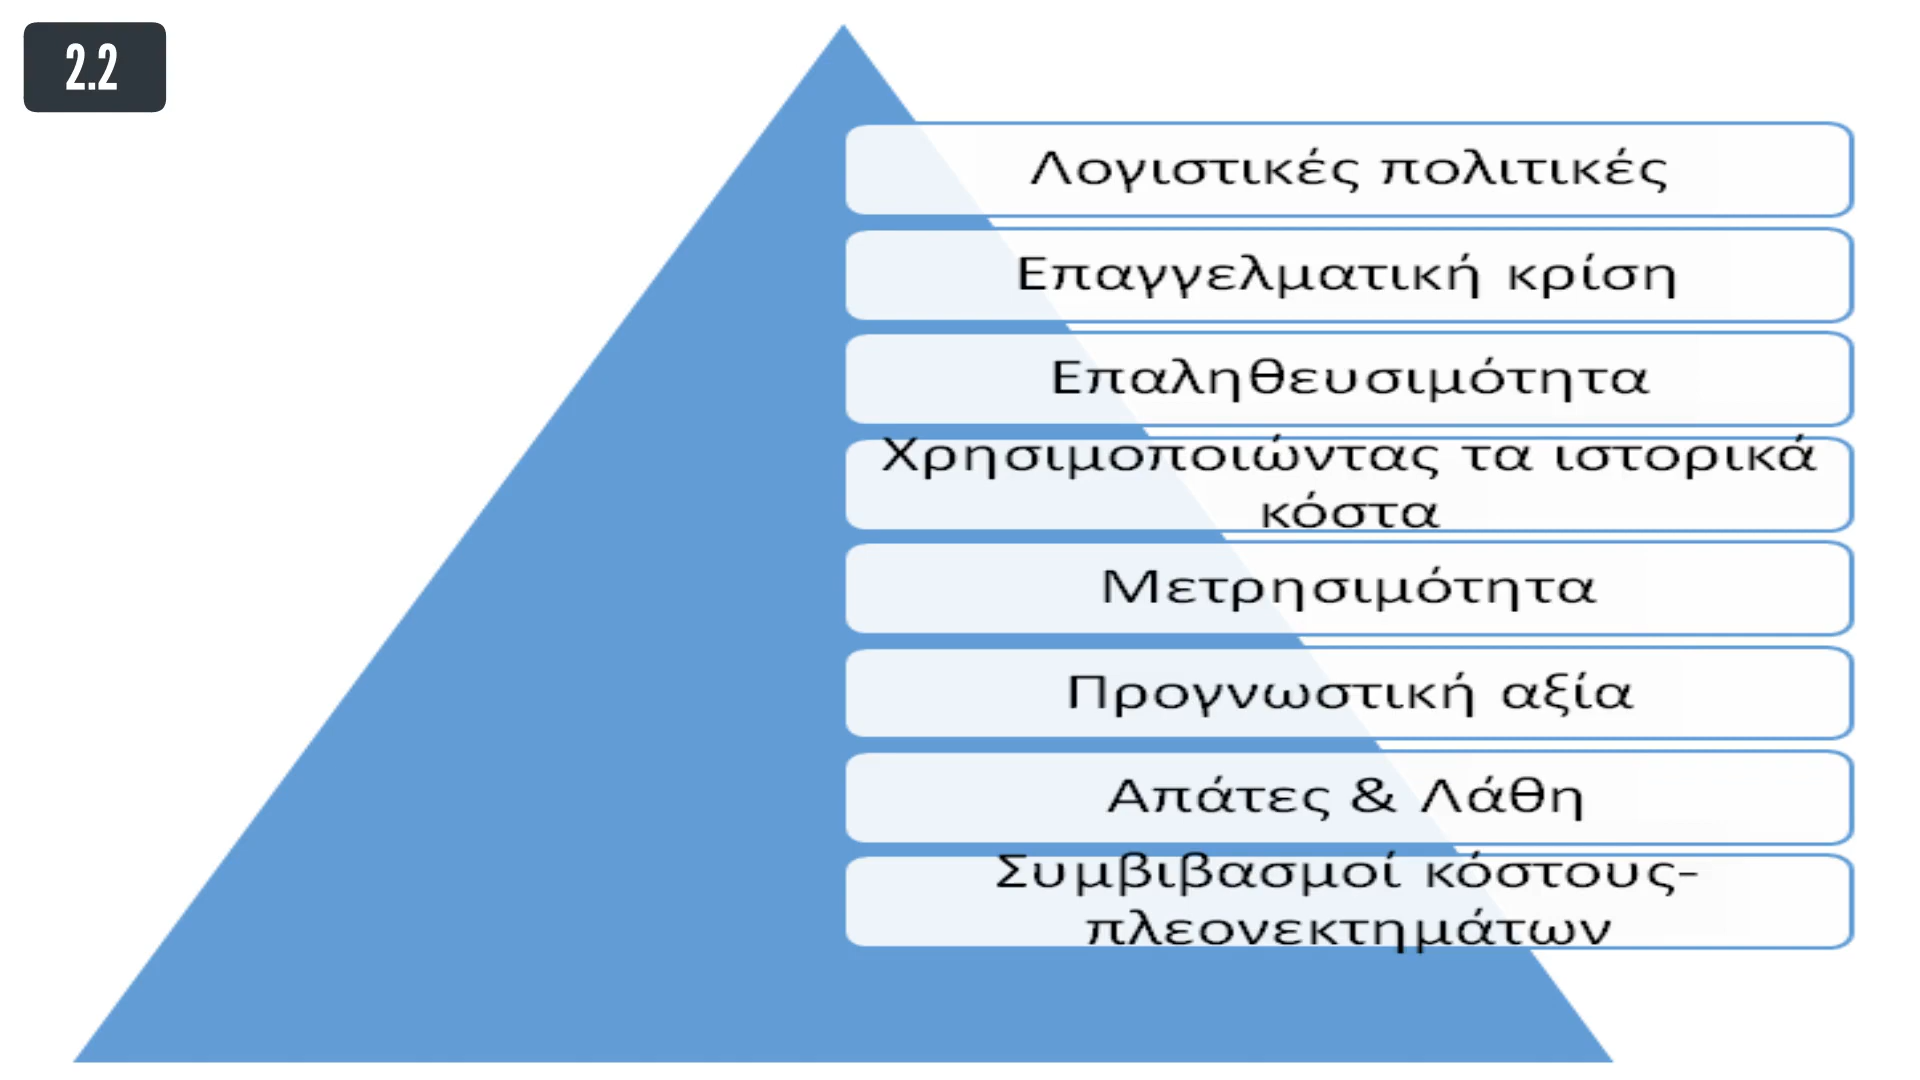 2.2
Λογιστικές πολιτικές
Επαγγελματική κρίση
Επαληθευσιμότητα
Χρησιμοποιώντας τα ιστορικά
κόστα
Μετρησιμότητα
Προγνωστική αξία
Απάτες & Λάθη
Συμβιβασμοί κόστους-
πλεονεκτημάτων